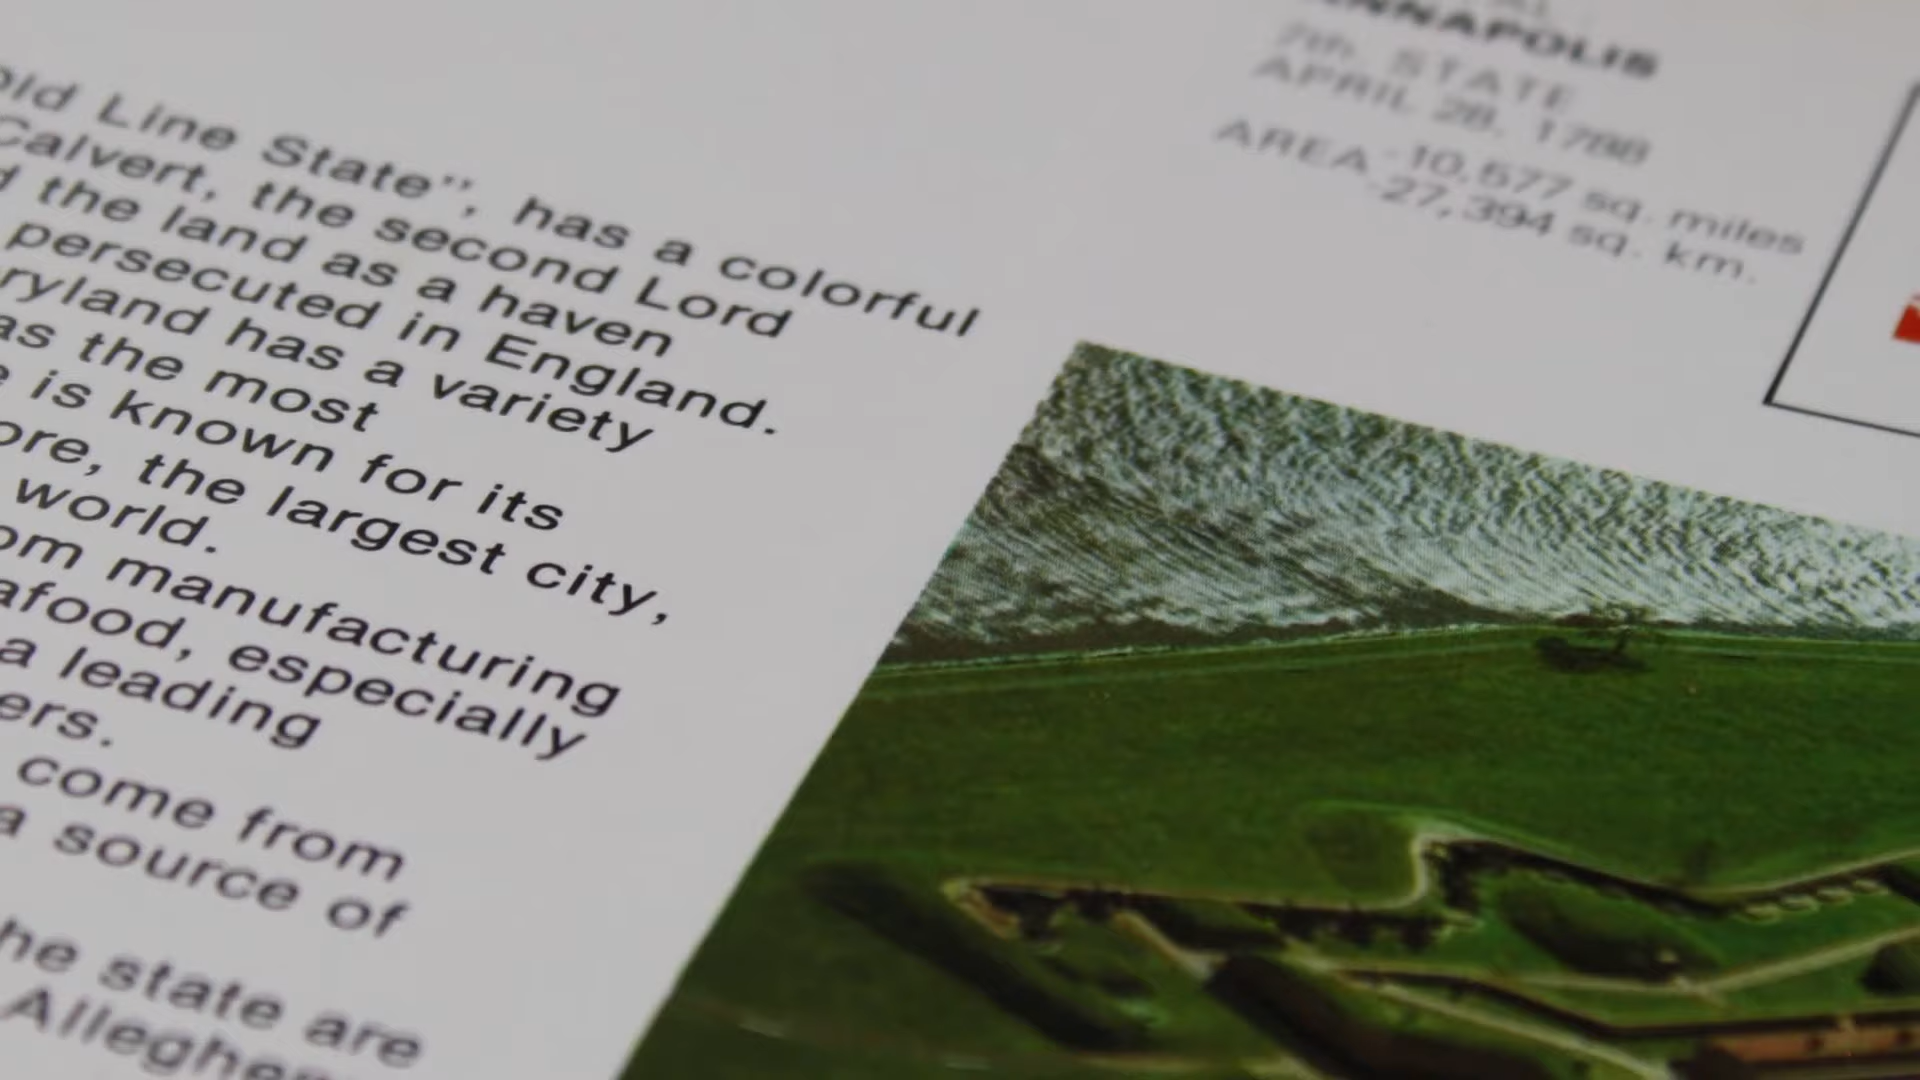 Old Line State", has a colorful
Calvert, the second Lord
d the land as a haven
persecuted in England.
ryland has a variety
as the most
e is known for its
ore, the largest city,
world.
om manufacturing
afood, especially
a leading
ers.
come from
a source of
he state are
Alleghen
ANNAPOLIS
7th. STATE
APRIL 28, 1788
AREA -10,577 sq. miles
-27,394 sq. km.